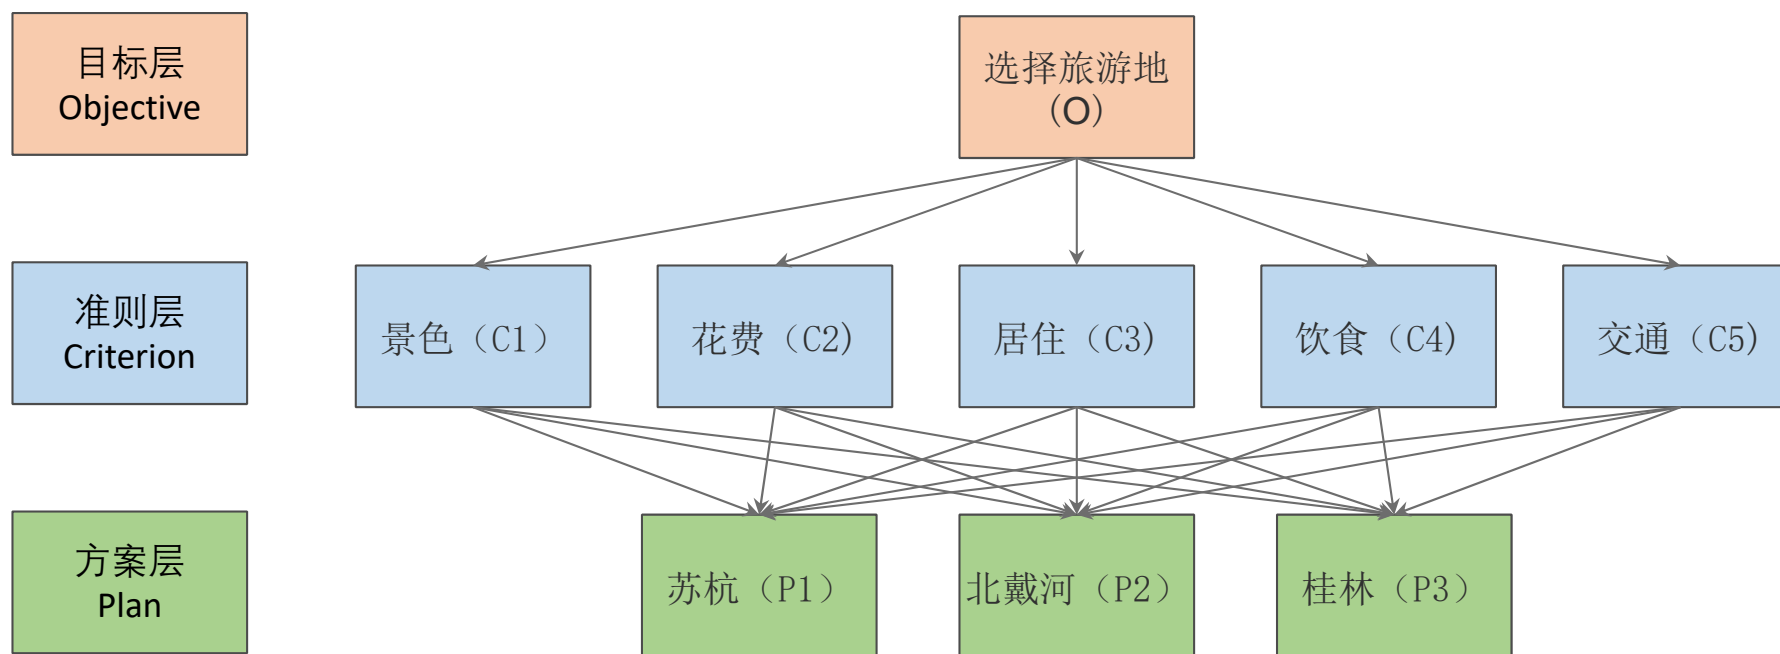 目标层
Objective
选择旅游地
(O)
准则层
Criterion
景色（C1）
花费（C2)
居住（C3)
饮食（C4)
交通（C5)
方案层
Plan
苏杭（P1）
北戴河（P2）
桂林（P3）